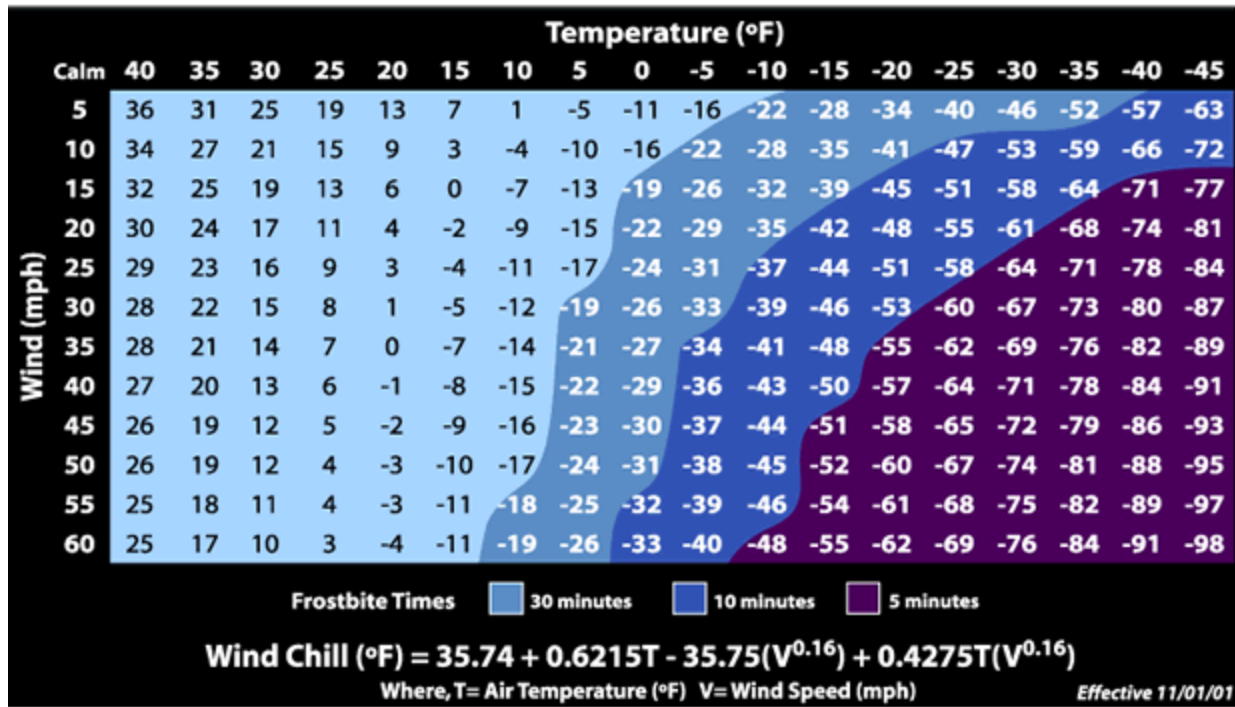 Temperature (ºF)
Calm 40 35 30 25 20 15 10 5 0 -5 -10 -15 -20 -25 -30 -35 -40 -45
5 36 31 25 19 13 7 1 -5 -11 -16 -22 -28 -34 -40 -46 -52 -57 -63
10 34 27 21 15 9 3 -4 -10 -16 -22 -28 -35 -41 -47 -53 -59 -66 -72
15 32 25 19 13 6 0 -7 -13 -19 -26 -32 -39 -45 -51 -58 -64 -71 -77
20 30 24 17 11 4 -2 -9 -15 -22 -29 -35 -42 -48 -55 -61 -68 -74 -81
25 29 23 16 9 3 -4 -11 -17 -24 -31 -37 -44 -51 -58 -64 -71 -78 -84
30 28 22 15 8 1 -5 -12 -19 -26 -33 -39 -46 -53 -60 -67 -73 -80 -87
35 28 21 14 7 0 -7 -14 -21 -27 -34 -41 -48 -55 -62 -69 -76 -82 -89
40 27 20 13 6 -1 -8 -15 -22 -29 -36 -43 -50 -57 -64 -71 -78 -84 -91
45 26 19 12 5 -2 -9 -16 -23 -30 -37 -44 -51 -58 -65 -72 -79 -86 -93
50 26 19 12 4 -3 -10 -17 -24 -31 -38 -45 -52 -60 -67 -74 -81 -88 -95
55 25 18 11 4 -3 -11 -18 -25 -32 -39 -46 -54 -61 -68 -75 -82 -89 -97
60 25 17 10 3 -4 -11 -19 -26 -33 -40 -48 -55 -62 -69 -76 -84 -91 -98
Wind (mph)
Frostbite Times 30 minutes 10 minutes 5 minutes
Wind Chill (ºF) = 35.74 + 0.6215T - 35.75(V^0.16) + 0.4275T(V^0.16)
Where, T= Air Temperature (ºF) V= Wind Speed (mph) Effective 11/01/01